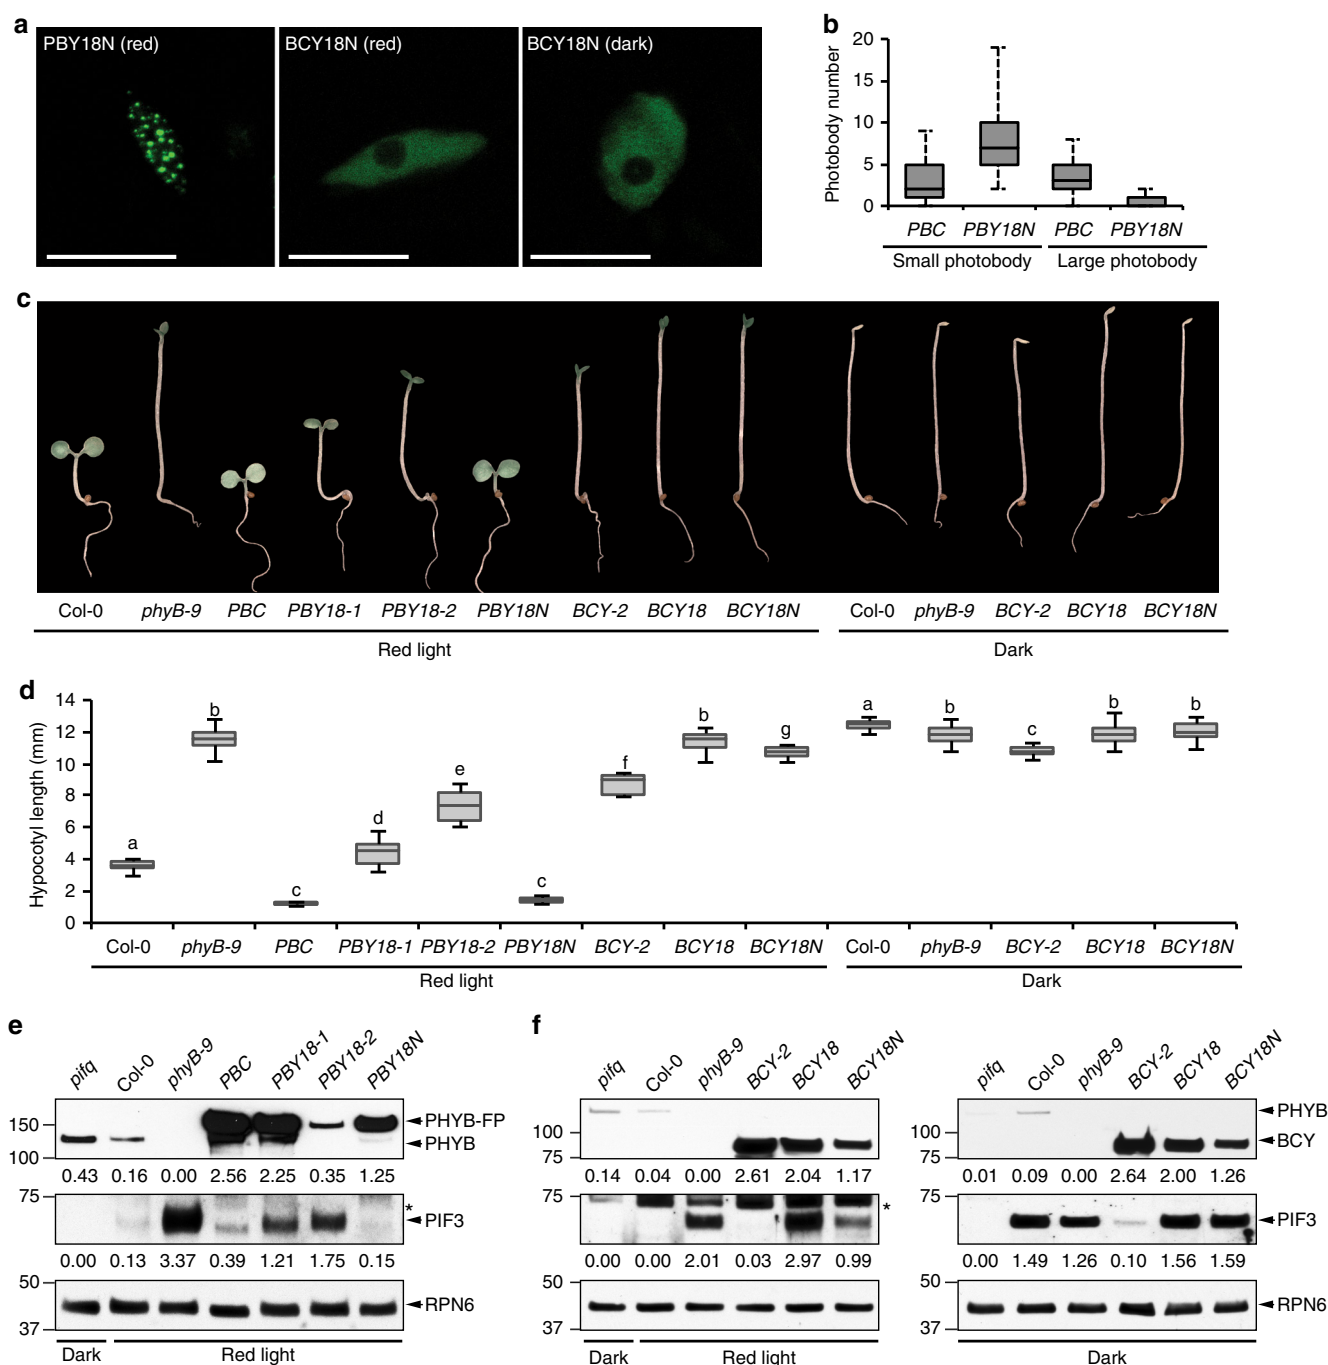 a
PBY18N (red)
BCY18N (red)
BCY18N (dark)
b
Photobody number
20
15
10
5
0
PBC PBY18N PBC PBY18N
Small photobody Large photobody
c
Col-0 phyB-9 PBC PBY18-1 PBY18-2 PBY18N BCY-2 BCY18 BCY18N Col-0 phyB-9 BCY-2 BCY18 BCY18N
Red light Dark
d
Hypocotyl length (mm)
14
12
10
8
6
4
2
0
a b c d e c f b g a b c b b
Col-0 phyB-9 PBC PBY18-1 PBY18-2 PBY18N BCY-2 BCY18 BCY18N Col-0 phyB-9 BCY-2 BCY18 BCY18N
Red light Dark
e
pifq Col-0 phyB-9 PBC PBY18-1 PBY18-2 PBY18N
150
100
PHYB-FP
PHYB
0.43 0.16 0.00 2.56 2.25 0.35 1.25
75
*
PIF3
0.00 0.13 3.37 0.39 1.21 1.75 0.15
50
37
RPN6
Dark Red light
f
pifq Col-0 phyB-9 BCY-2 BCY18 BCY18N
100
75
0.14 0.04 0.00 2.61 2.04 1.17
75
*
0.00 0.00 2.01 0.03 2.97 0.99
50
37
Dark Red light
pifq Col-0 phyB-9 BCY-2 BCY18 BCY18N
100
75
PHYB
BCY
0.01 0.09 0.00 2.64 2.00 1.26
75
PIF3
0.00 1.49 1.26 0.10 1.56 1.59
50
37
RPN6
Dark